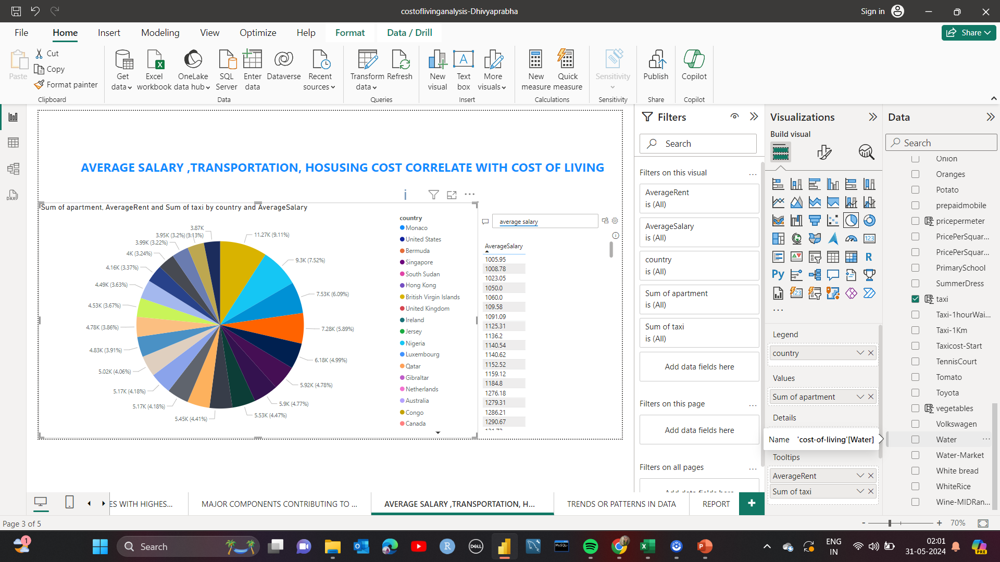 costoflivinganalysis-Dhivyaprabha
Sign in
File
Home
Insert
Modeling
View
Optimize
Help
Format
Data / Drill
Share
Paste
Cut
Copy
Format painter
Clipboard
Get data
Excel workbook
OneLake data hub
SQL Server
Enter data
Dataverse
Recent sources
Data
Transform data
Refresh
Queries
New visual
Text box
More visuals
Insert
New measure
Quick measure
Calculations
Sensitivity
Sensitivity
Publish
Share
Copilot
Copilot
AVERAGE SALARY ,TRANSPORTATION, HOSUSING COST CORRELATE WITH COST OF LIVING
Sum of apartment, AverageRent and Sum of taxi by country and AverageSalary
3.87K
3.95K (3.2%) (3.13%)
3.99K (3.22%)
4K (3.24%)
4.16K (3.37%)
4.49K (3.63%)
4.53K (3.67%)
4.78K (3.86%)
4.83K (3.91%)
5.02K (4.06%)
5.17K (4.18%)
5.17K (4.18%)
5.45K (4.41%)
11.27K (9.11%)
9.3K (7.52%)
7.53K (6.09%)
7.28K (5.89%)
6.18K (4.99%)
5.92K (4.78%)
5.9K (4.77%)
5.53K (4.47%)
country
Monaco
United States
Bermuda
Singapore
South Sudan
Hong Kong
British Virgin Islands
United Kingdom
Ireland
Jersey
Nigeria
Luxembourg
Qatar
Gibraltar
Netherlands
Australia
Congo
Canada
average salary
AverageSalary
1005.95
1008.78
1023.05
1050.0
1060.0
109.58
1091.09
1125.31
1136.2
1140.54
1140.62
1152.52
1159.12
1184.8
1276.18
1279.31
1286.21
1290.67
Filters
Search
Filters on this visual
AverageRent
is (All)
AverageSalary
is (All)
country
is (All)
Sum of apartment
is (All)
Sum of taxi
is (All)
Add data fields here
Filters on this page
Add data fields here
Filters on all pages
Visualizations
Build visual
Legend
country
Values
Sum of apartment
Details
Name 'cost-of-living'[Water]
Tooltips
AverageRent
Sum of taxi
Data
Search
Onion
Oranges
Potato
prepaidmobile
pricepermeter
PricePerSquar...
PricePerSquar...
PrimarySchool
SummerDress
taxi
Taxi-1hourWai...
Taxi-1Km
Taxicost-Start
TennisCourt
Tomato
Toyota
vegetables
Volkswagen
Water
Water-Market
White bread
WhiteRice
Wine-MIDRan...
ES WITH HIGHES...
MAJOR COMPONENTS CONTRIBUTING TO ...
AVERAGE SALARY ,TRANSPORTATION, H...
TRENDS OR PATTERNS IN DATA
REPORT
Page 3 of 5
70%
1
Search
DELL
MySQL
ENG
IN
02:01
31-05-2024
PRE